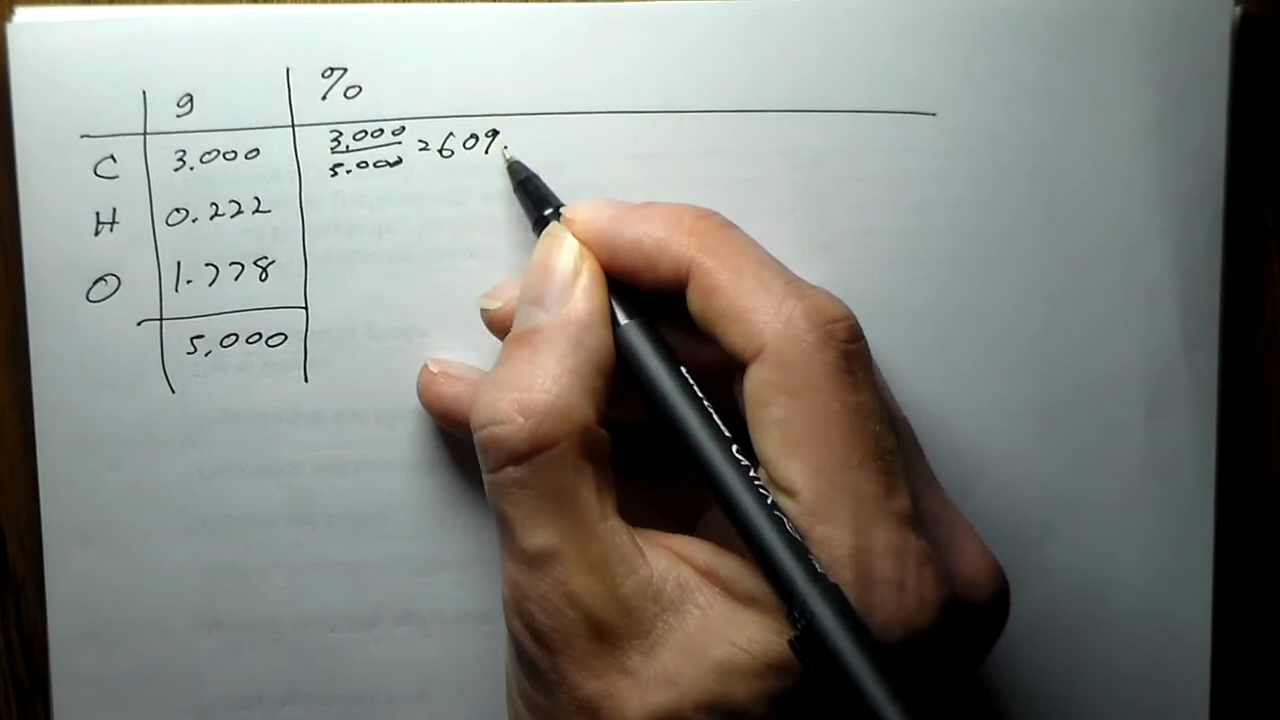 g %
C 3.000 3.000/5.000 = 60%
H 0.222
O 1.778
5.000